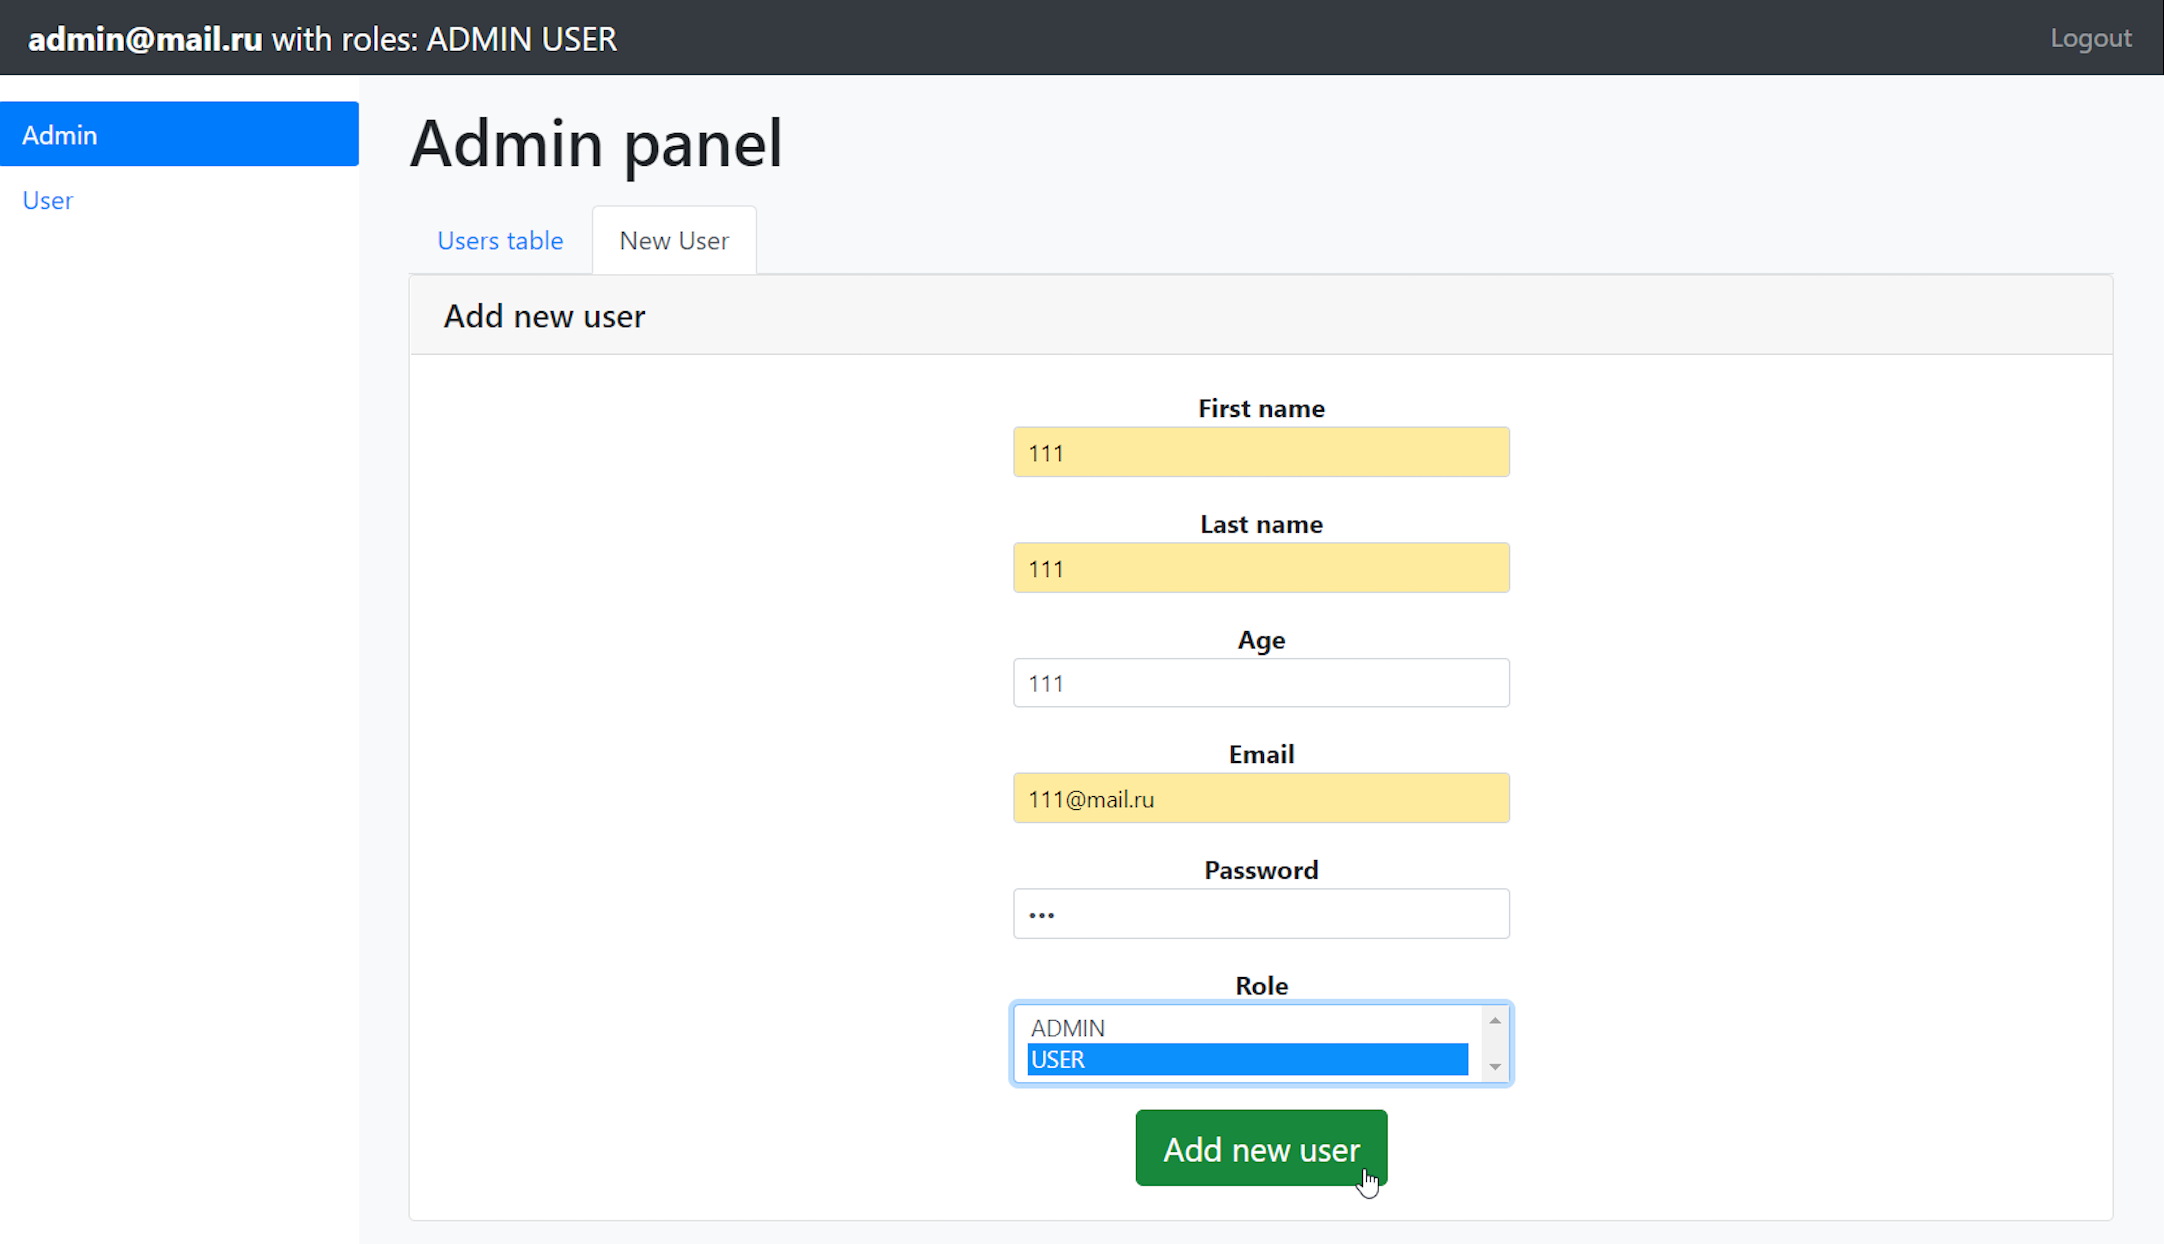 admin@mail.ru with roles: ADMIN USER
Logout
Admin
User
Admin panel
Users table
New User
Add new user
First name
111
Last name
111
Age
111
Email
111@mail.ru
Password
•••
Role
ADMIN
USER
Add new user